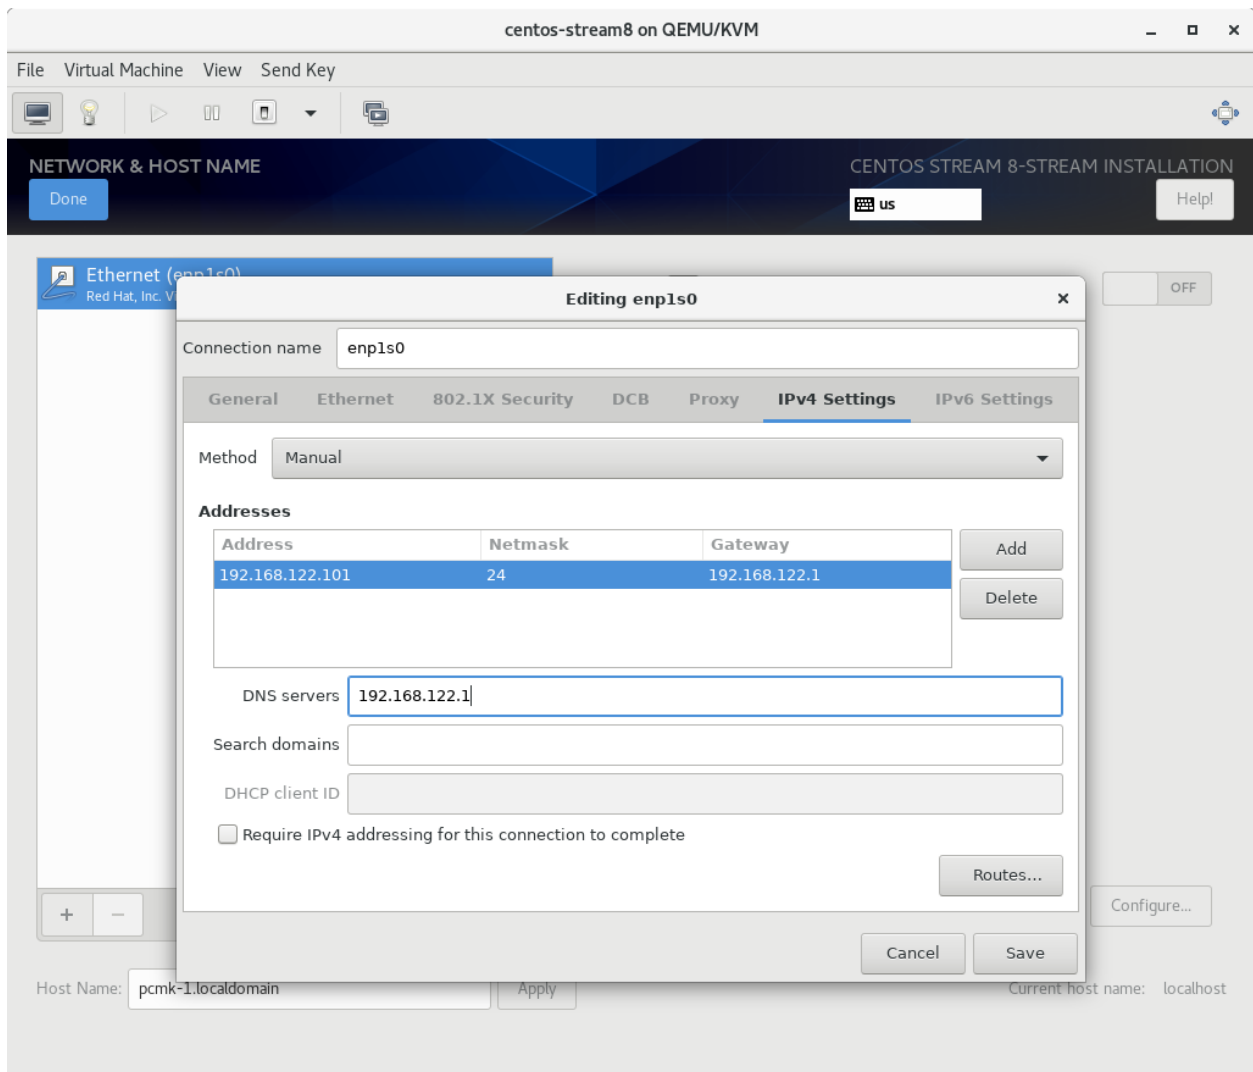 centos-stream8 on QEMU/KVM
File Virtual Machine View Send Key
NETWORK & HOST NAME
CENTOS STREAM 8-STREAM INSTALLATION
Done
us
Help!
Ethernet (enp1s0)
Red Hat, Inc. Vi
OFF
Editing enp1s0
Connection name enp1s0
General Ethernet 802.1X Security DCB Proxy IPv4 Settings IPv6 Settings
Method Manual
Addresses
Address Netmask Gateway
192.168.122.101 24 192.168.122.1
Add
Delete
DNS servers 192.168.122.1
Search domains
DHCP client ID
Require IPv4 addressing for this connection to complete
Routes...
+ − Configure...
Cancel Save
Host Name: pcmk-1.localdomain Apply Current host name: localhost